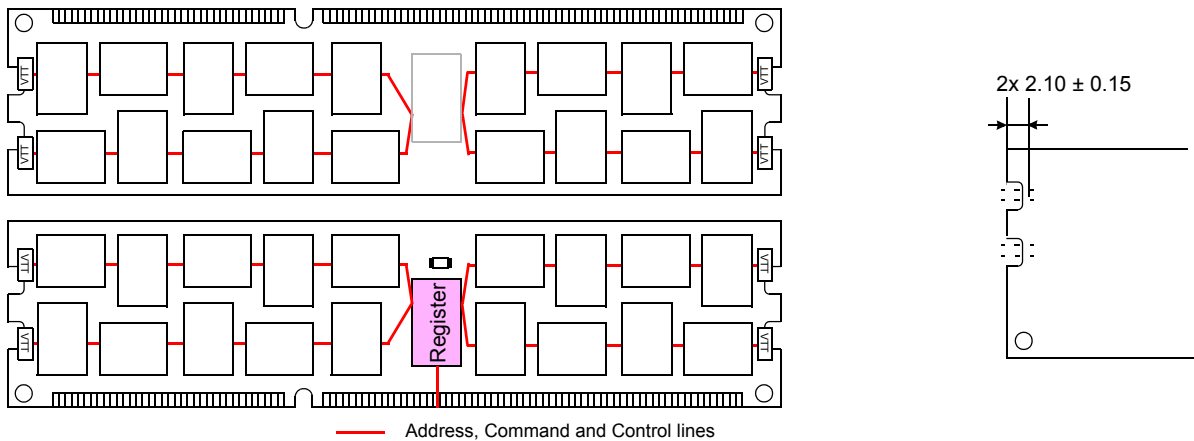 VTT
VTT
VTT
VTT
2x 2.10 ± 0.15
VTT
VTT
Register
VTT
VTT
Address, Command and Control lines